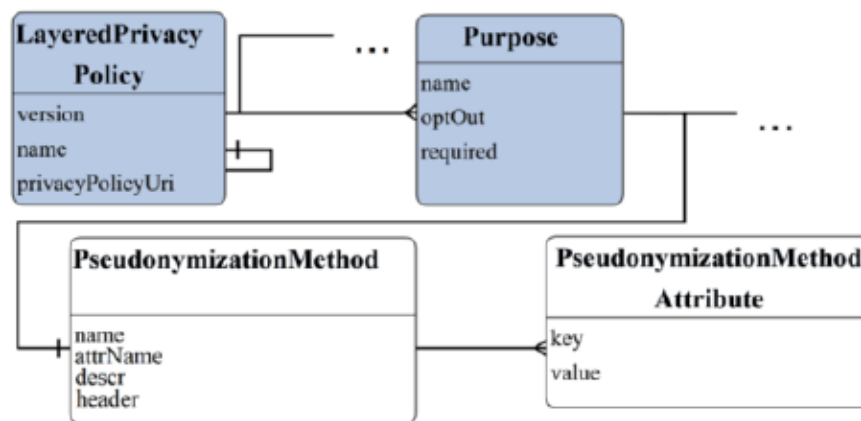 LayeredPrivacy
Policy
version
name
privacyPolicyUri
...
Purpose
name
optOut
required
...
PseudonymizationMethod
name
attrName
descr
header
PseudonymizationMethod
Attribute
key
value